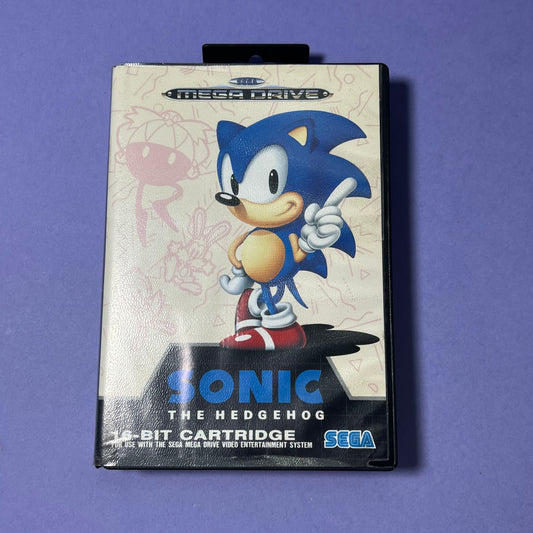 SEGA
MEGA DRIVE
SONIC
THE HEDGEHOG
16-BIT CARTRIDGE
FOR USE WITH THE SEGA MEGA DRIVE VIDEO ENTERTAINMENT SYSTEM
SEGA